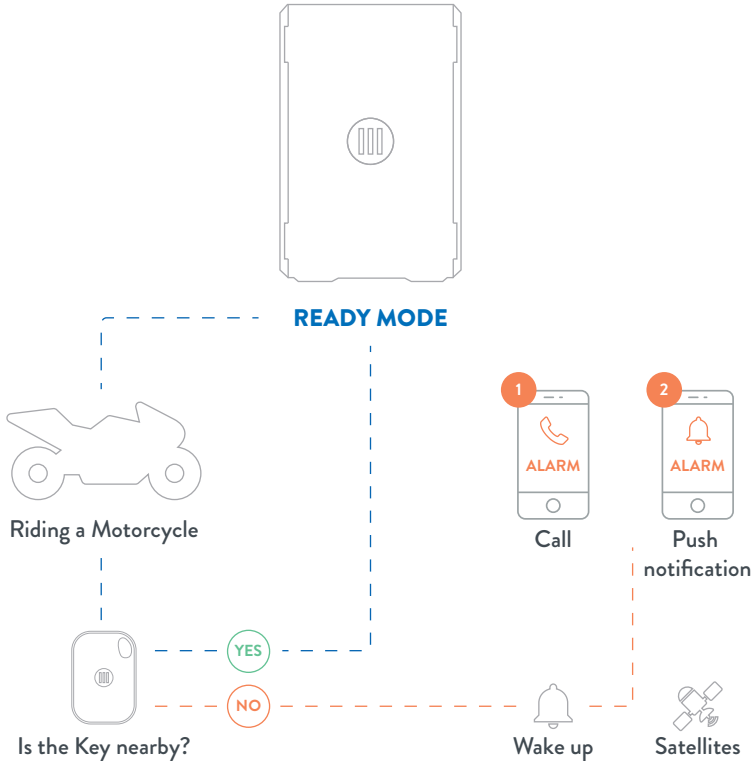 READY MODE
1
ALARM
2
ALARM
Riding a Motorcycle
Call
Push
notification
YES
NO
Is the Key nearby?
Wake up
Satellites